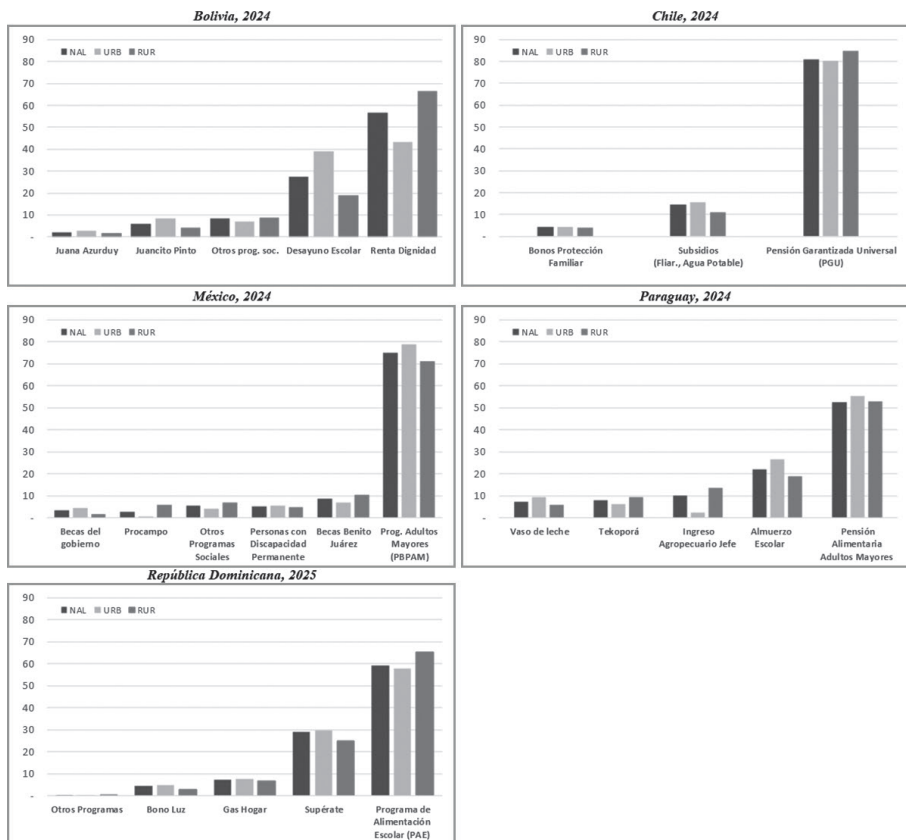 Bolivia, 2024
90
80
70
60
50
40
30
20
10
-
NAL URB RUR
Juana Azurduy Juancito Pinto Otros prog. soc. Desayuno Escolar Renta Dignidad
Chile, 2024
90
80
70
60
50
40
30
20
10
-
NAL URB RUR
Bonos Protección Subsidios Pensión Garantizada Universal
Familiar (Fliar., Agua Potable) (PGU)
México, 2024
90
80
70
60
50
40
30
20
10
-
NAL URB RUR
Becas del Procampo Otros Personas con Becas Benito Prog. Adultos
gobierno Programas Discapacidad Juárez Mayores
Sociales Permanente (PBPAM)
Paraguay, 2024
90
80
70
60
50
40
30
20
10
-
NAL URB RUR
Vaso de leche Tekoporá Ingreso Almuerzo Pensión
Agropecuario Jefe Escolar Alimentaria
Adultos Mayores
República Dominicana, 2025
90
80
70
60
50
40
30
20
10
-
NAL URB RUR
Otros Programas Bono Luz Gas Hogar Supérate Programa de
Alimentación
Escolar (PAE)